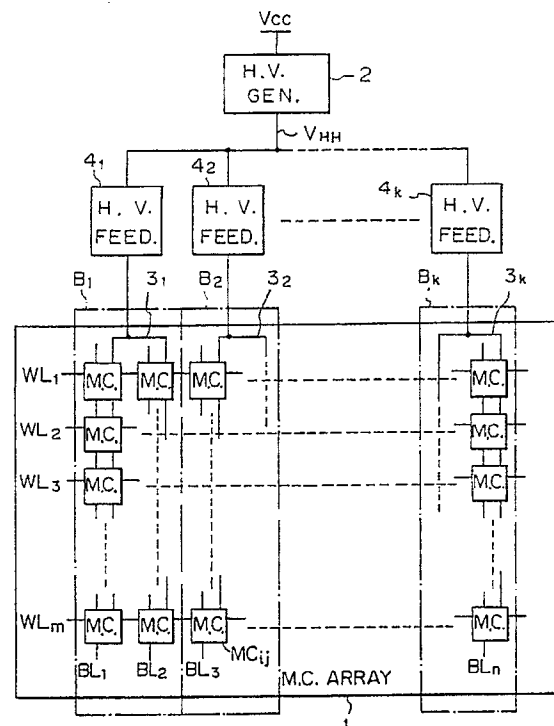 Vcc
H.V. GEN.
2
VHH
41
H. V. FEED.
42
H. V. FEED.
4k
H. V. FEED.
B1
31
B2
32
Bk
3k
WL1
M.C.
M.C.
M.C.
M.C.
WL2
M.C.
M.C.
WL3
M.C.
M.C.
WLm
M.C.
M.C.
M.C.
M.C.
BL1
BL2
BL3
MCij
M.C. ARRAY
BLn
1